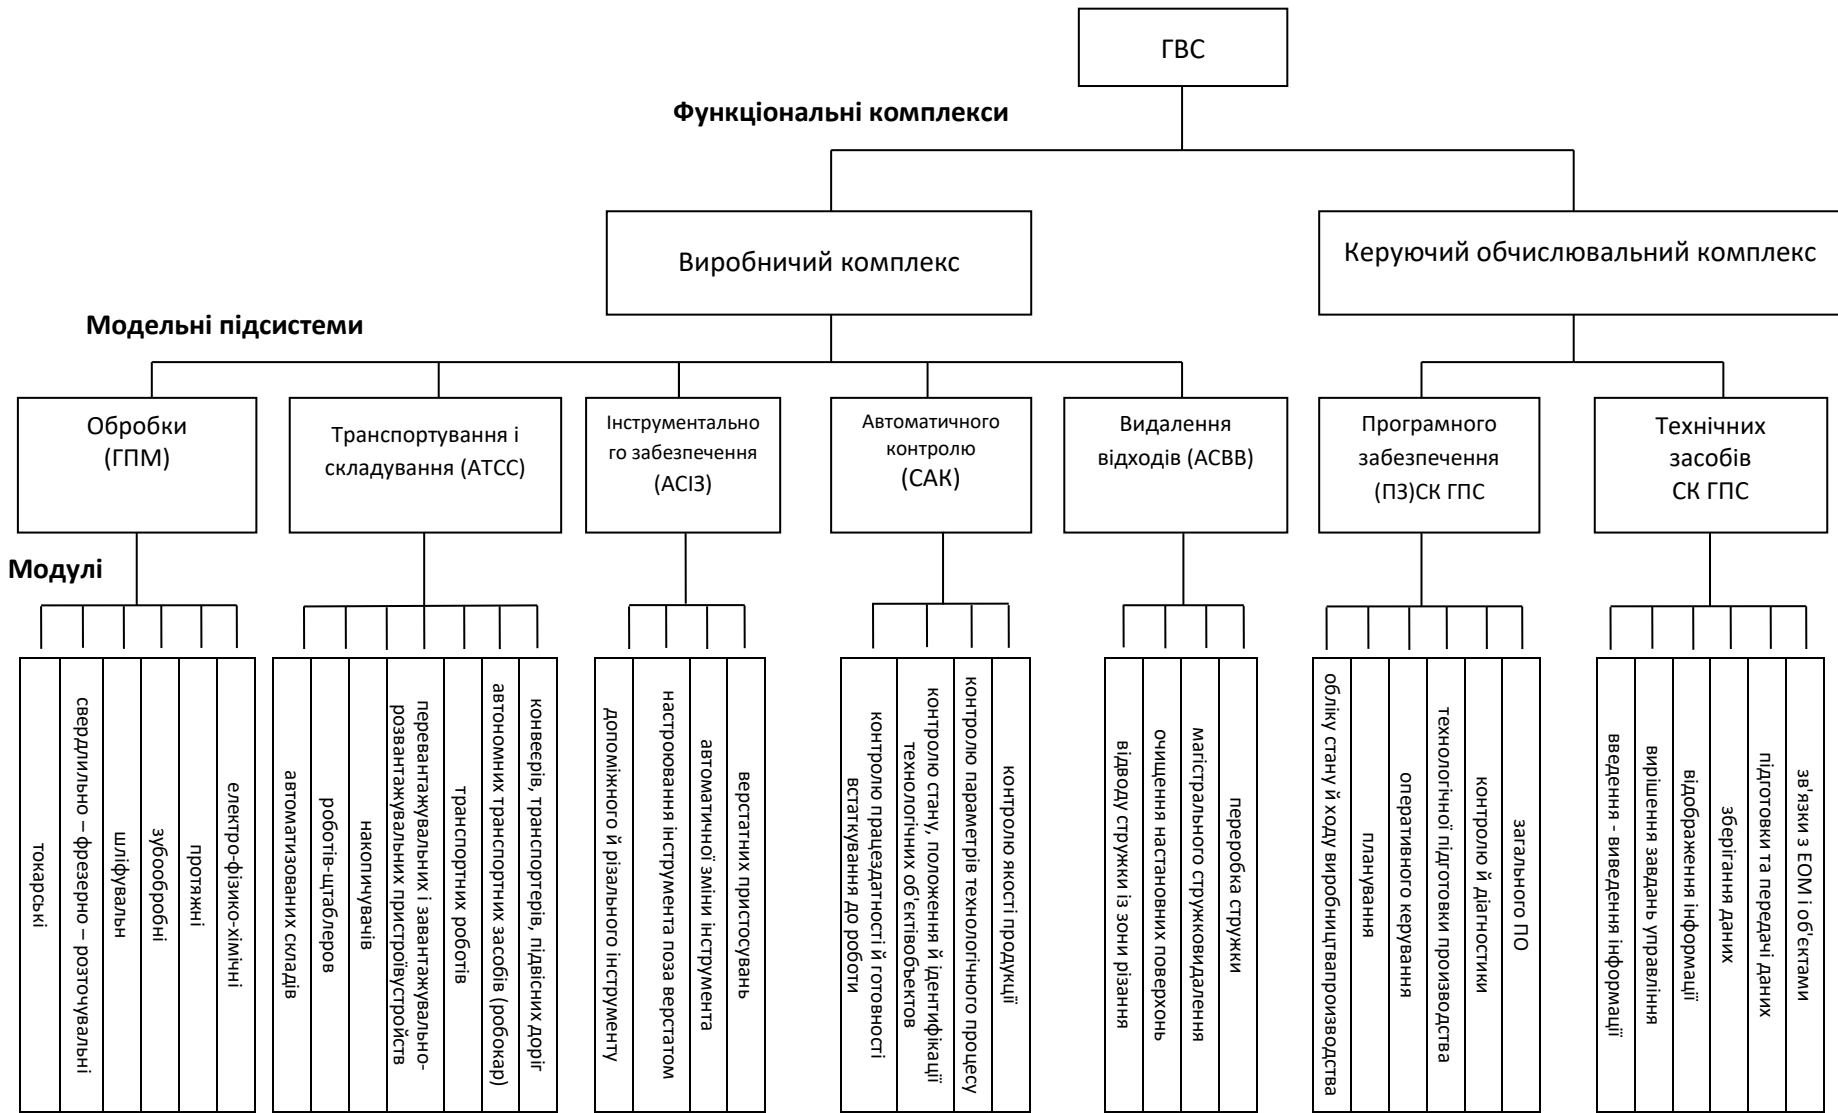 ГВС
Функціональні комплекси
Виробничий комплекс
Керуючий обчислювальний комплекс
Модельні підсистеми
Обробки
(ГПМ)
Транспортування і
складування (АТСС)
Інструментально
го забезпечення
(АСІЗ)
Автоматичного
контролю
(САК)
Видалення
відходів (АСВВ)
Програмного
забезпечення
(ПЗ)СК ГПС
Технічних
засобів
СК ГПС
Модулі
токарські
свердлильно – фрезерно – розточувальні
шліфувальн
зубообробні
протяжні
електро-фізико-хімічні
автоматизованих складів
роботів-щтаблеров
накопичувачів
перевантажувальних і завантажувально-
розвантажувальних пристроївустройств
транспортних роботів
автономних транспортних засобів (робокар)
конвеєрів, транспортерів, підвісних доріг
допоміжного й різального інструменту
настроювання інструмента поза верстатом
автоматичної зміни інструмента
верстатних пристосувань
контролю працездатності й готовності
встаткування до роботи
контролю стану, положення й ідентифікації
технологічних об'єктівобъектов
контролю параметрів технологічного процесу
контролю якості продукції
відводу стружки із зони різання
очищення настановних поверхонь
магістрального стружковидалення
переробка стружки
обліку стану й ходу виробництвапроизводства
планування
оперативного керування
технологічної підготовки производства
контролю й діагностики
загального ПО
введення - виведення інформації
вирішення завдань управління
відображення інформації
зберігання даних
підготовки та передачі даних
зв'язки з ЕОМ і об'єктами